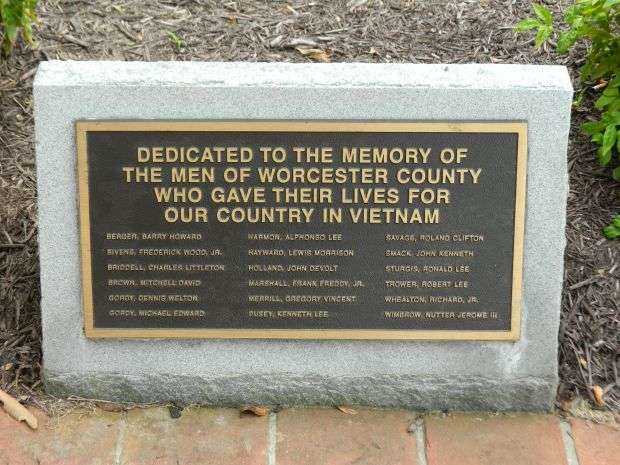 DEDICATED TO THE MEMORY OF
THE MEN OF WORCESTER COUNTY
WHO GAVE THEIR LIVES FOR
OUR COUNTRY IN VIETNAM
BERGER, BARRY HOWARD
BIVENS, FREDERICK WOOD, JR.
BRIDDELL, CHARLES LITTLETON
BROWN, MITCHELL DAVID
GORDY, DENNIS WELTON
GORDY, MICHAEL EDWARD
HARMON, ALPHONSO LEE
HAYWARD, LEWIS MORRISON
HOLLAND, JOHN DEVOLT
MARSHALL, FRANK FREDDY, JR.
MERRILL, GREGORY VINCENT
PUSEY, KENNETH LEE
SAVAGE, ROLAND CLIFTON
SMACK, JOHN KENNETH
STURGIS, RONALD LEE
TROWER, ROBERT LEE
WHEALTON, RICHARD, JR.
WIMBROW, NUTTER JEROME III